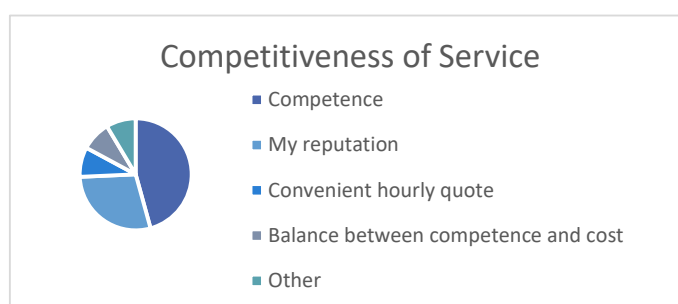 Competitiveness of Service
Competence
My reputation
Convenient hourly quote
Balance between competence and cost
Other